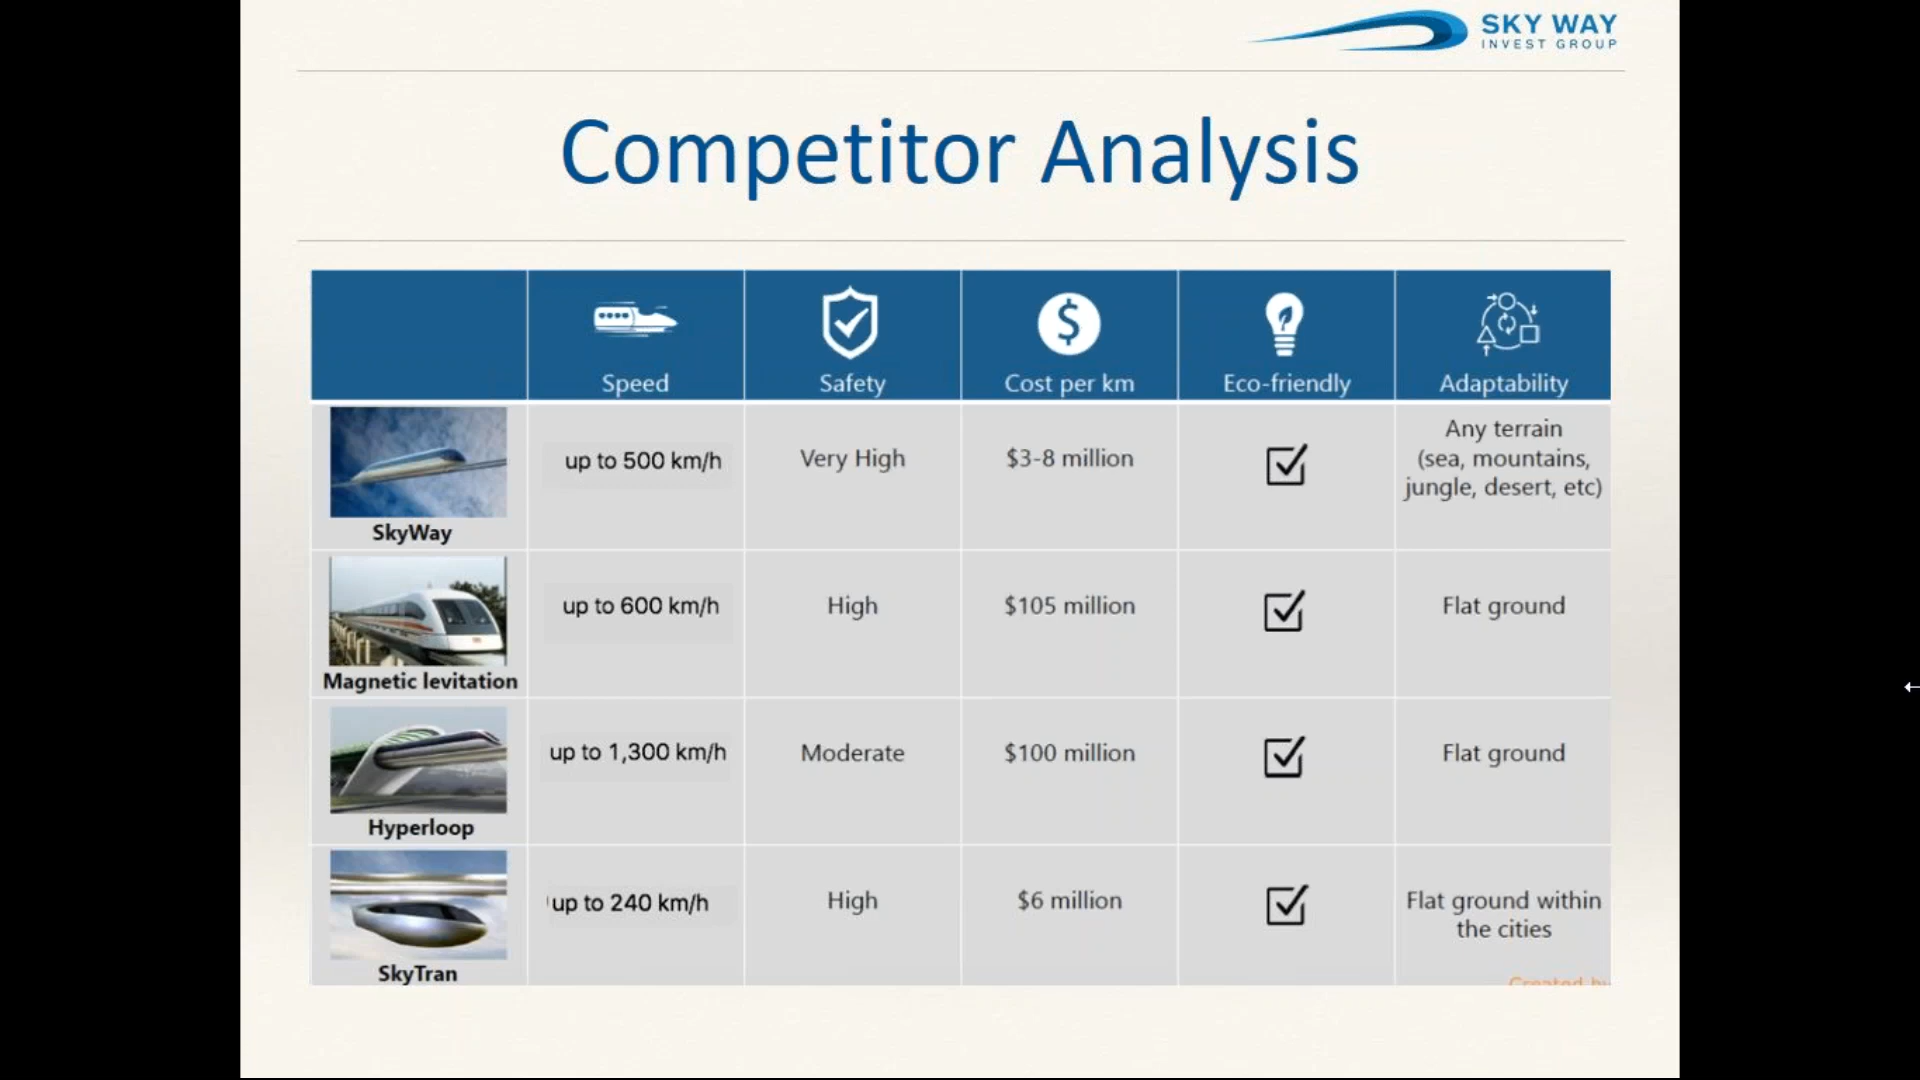 SKY WAY
INVEST GROUP
Competitor Analysis
Speed
Safety
Cost per km
Eco-friendly
Adaptability
SkyWay
up to 500 km/h
Very High
$3-8 million
Any terrain
(sea, mountains,
jungle, desert, etc)
Magnetic levitation
up to 600 km/h
High
$105 million
Flat ground
Hyperloop
up to 1,300 km/h
Moderate
$100 million
Flat ground
SkyTran
up to 240 km/h
High
$6 million
Flat ground within
the cities
Created by